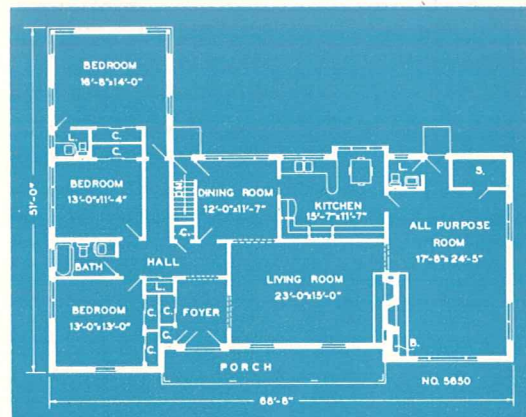 BEDROOM
16'-8"x14'-0"
L.
C.
C.
BEDROOM
13'-0"x11'-4"
DINING ROOM
12'-0"x11'-7"
KITCHEN
15'-7"x11'-7"
S.
ALL PURPOSE
ROOM
17'-8"x24'-5"
C.
BATH
HALL
LIVING ROOM
23'-0"x15'-0"
L.
BEDROOM
13'-0"x13'-0"
C.
C.
C.
FOYER
B.
PORCH
NO. 5650
51'-0"
68'-8"